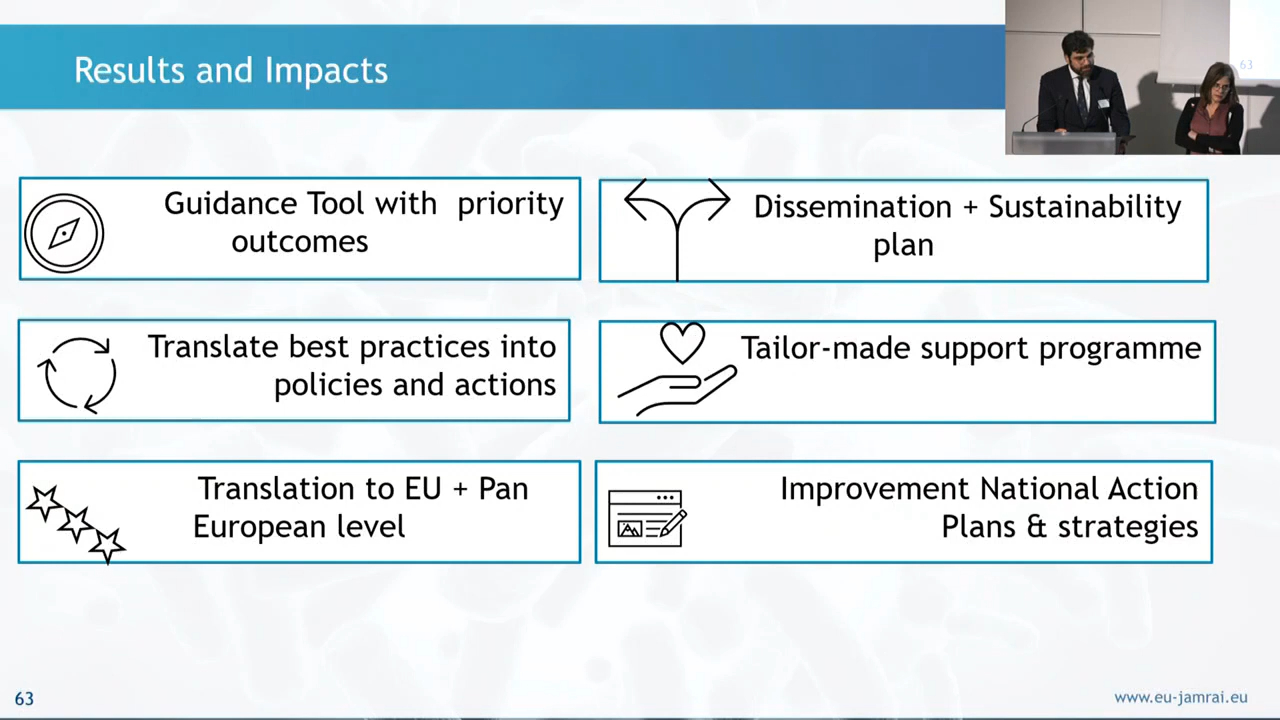 Results and Impacts
63
Guidance Tool with priority
outcomes
Dissemination + Sustainability
plan
Translate best practices into
policies and actions
Tailor-made support programme
Translation to EU + Pan
European level
Improvement National Action
Plans & strategies
63
www.eu-jamrai.eu